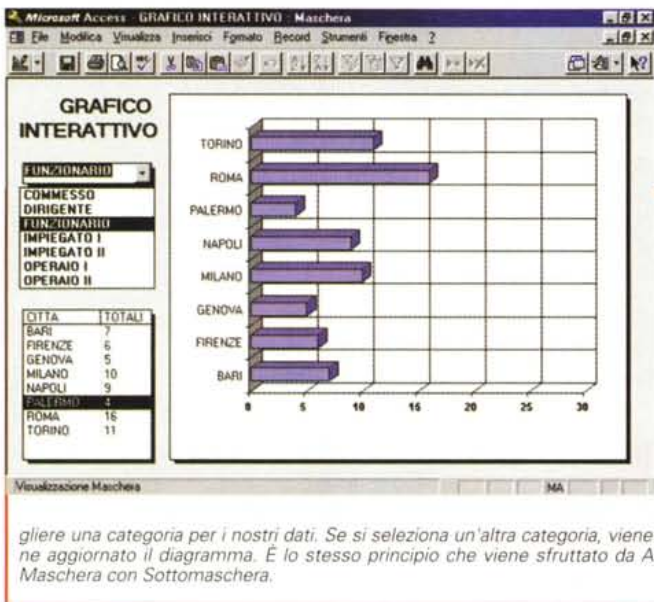 Microsoft Access - GRAFICO INTERATTIVO - Maschera
File Modifica Visualizza Inserisci Formato Record Strumenti Finestra ?
GRAFICO
INTERATTIVO
FUNZIONARIO
COMMESSO
DIRIGENTE
FUNZIONARIO
IMPIEGATO I
IMPIEGATO II
OPERAIO I
OPERAIO II
CITTA TOTALI
BARI 7
FIRENZE 6
GENOVA 5
MILANO 10
NAPOLI 9
PALERMO 4
ROMA 16
TORINO 11
TORINO
ROMA
PALERMO
NAPOLI
MILANO
GENOVA
FIRENZE
BARI
0 5 10 15 20 25 30
Visualizzazione Maschera MA
gliere una categoria per i nostri dati. Se si seleziona un'altra categoria, viene
ne aggiornato il diagramma. È lo stesso principio che viene sfruttato da A
Maschera con Sottomaschera.